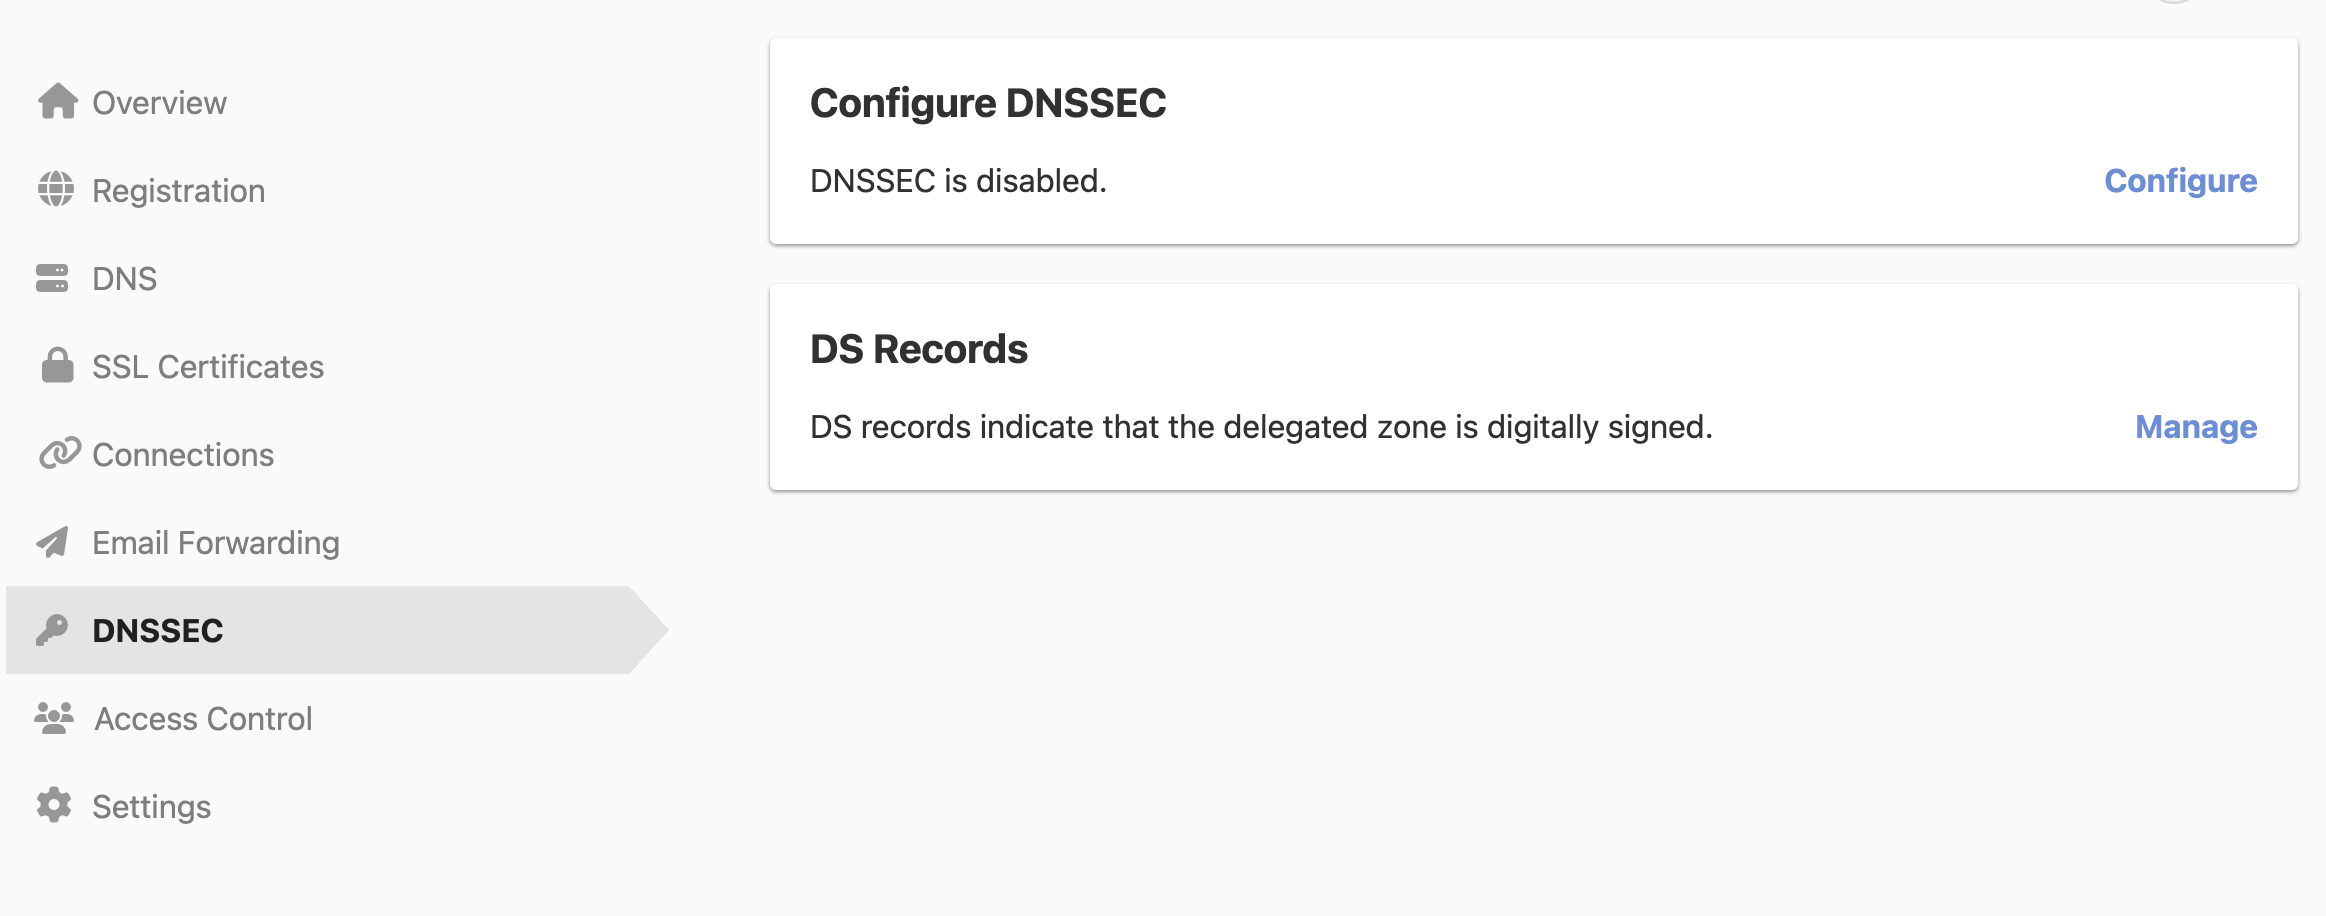 Overview
Registration
DNS
SSL Certificates
Connections
Email Forwarding
DNSSEC
Access Control
Settings
Configure DNSSEC
DNSSEC is disabled.
Configure
DS Records
DS records indicate that the delegated zone is digitally signed.
Manage